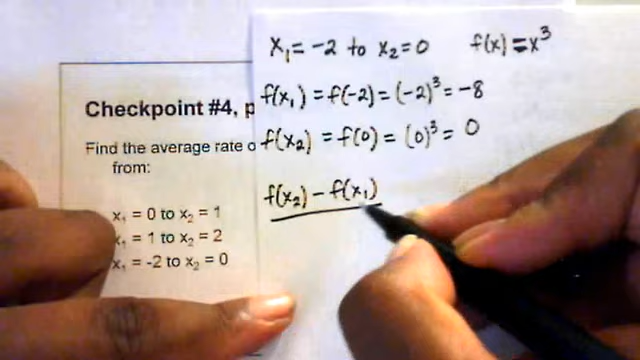 x₁ = -2 to x₂ = 0 f(x) = x³
f(x₁) = f(-2) = (-2)³ = -8
f(x₂) = f(0) = (0)³ = 0
f(x₂) - f(x₁)
Checkpoint #4, p
Find the average rate o
from:
x₁ = 0 to x₂ = 1
x₁ = 1 to x₂ = 2
x₁ = -2 to x₂ = 0